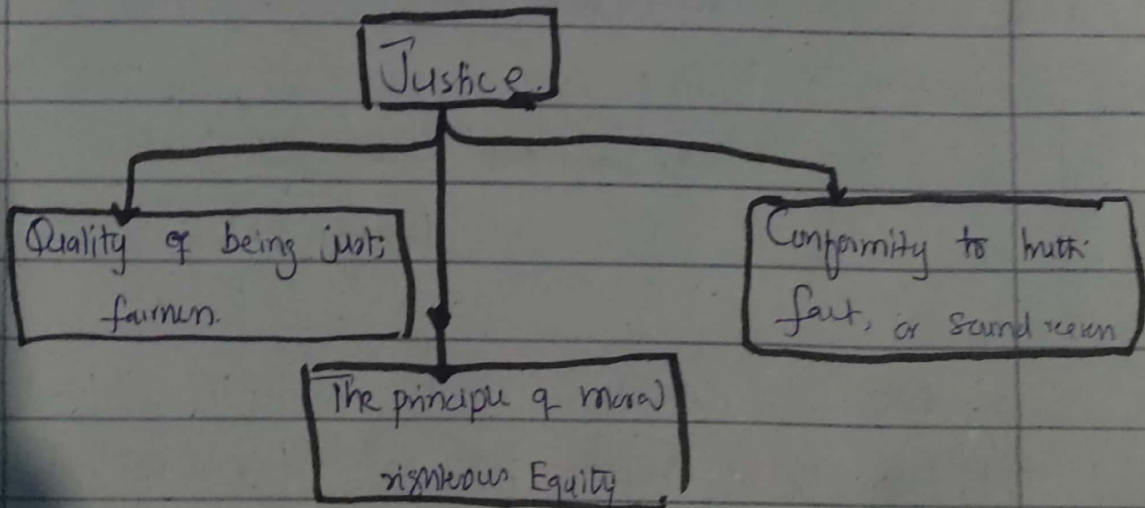 Justice.
Quality of being just;
fairness.
The principle of moral
righteous Equity
Conformity to truth
fact, or sound reason